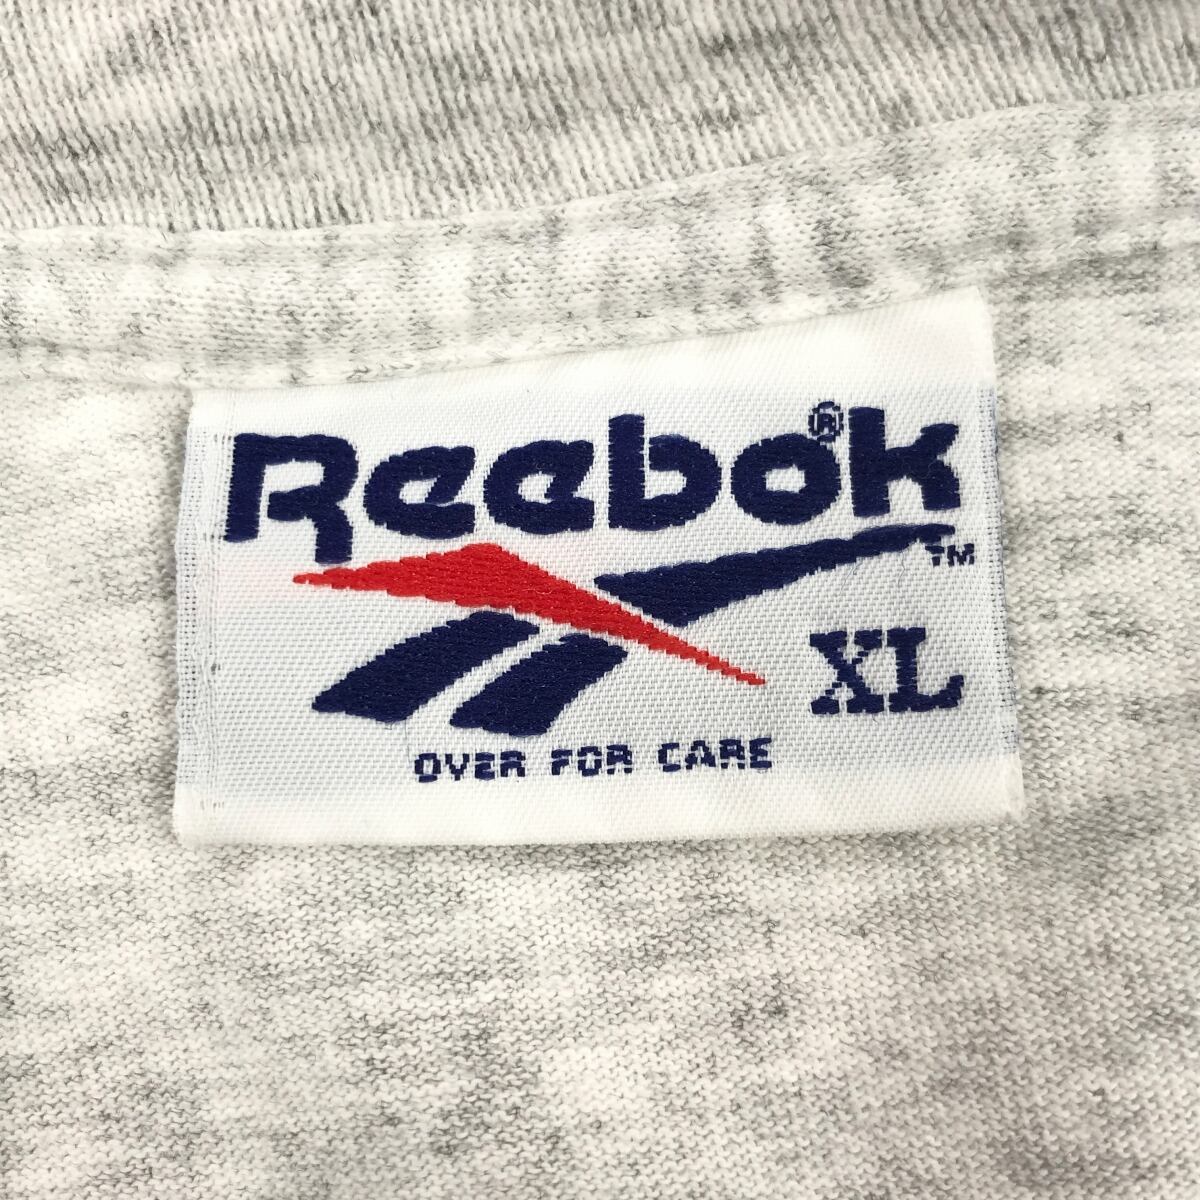 Reebok®
TM
XL
OVER FOR CARE